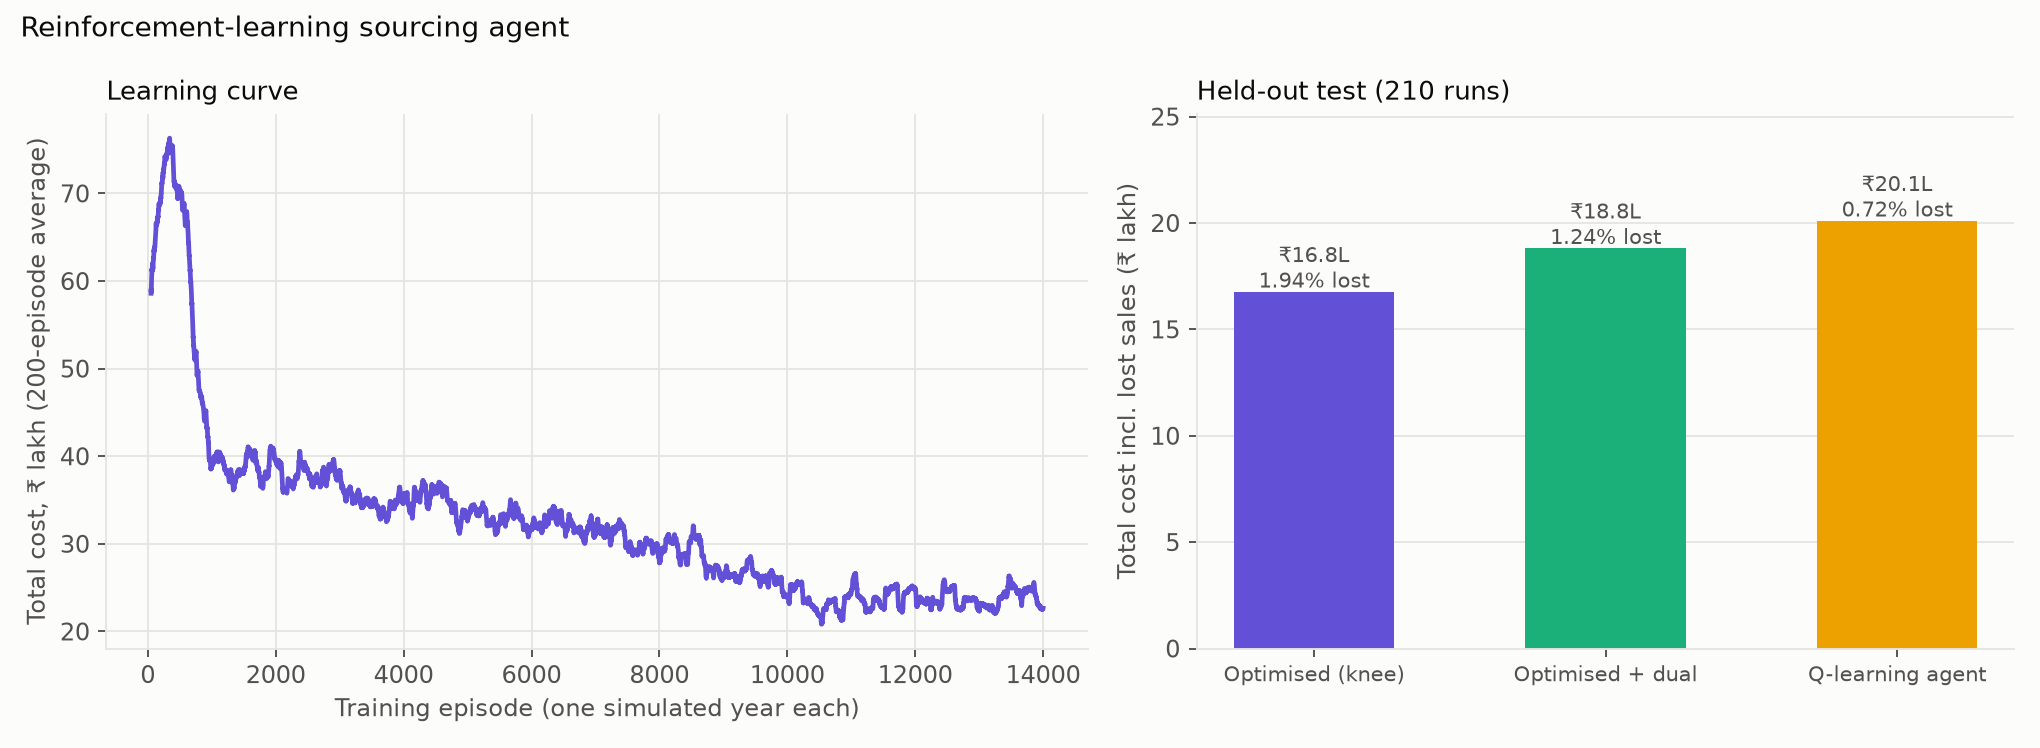 Reinforcement-learning sourcing agent
Learning curve
Total cost, ₹ lakh (200-episode average)
70
60
50
40
30
20
0
2000
4000
6000
8000
10000
12000
14000
Training episode (one simulated year each)
Held-out test (210 runs)
Total cost incl. lost sales (₹ lakh)
25
20
15
10
5
0
₹16.8L
1.94% lost
₹18.8L
1.24% lost
₹20.1L
0.72% lost
Optimised (knee)
Optimised + dual
Q-learning agent